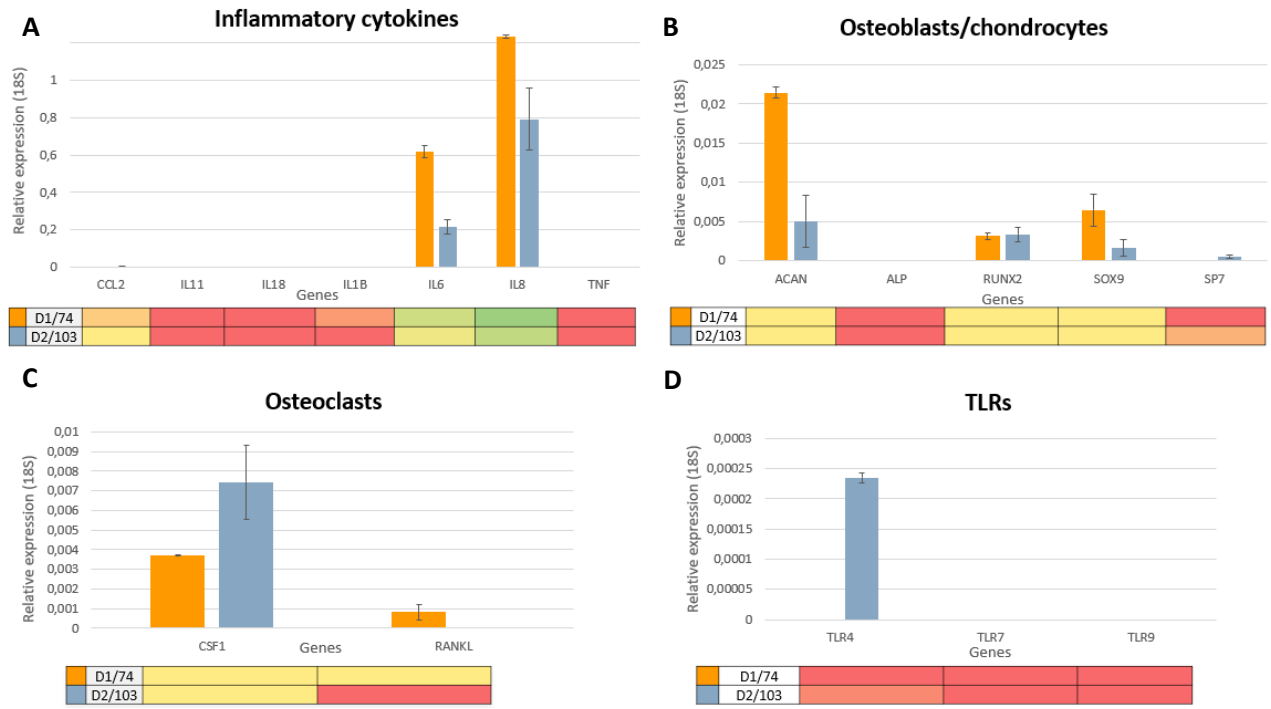 A
Inflammatory cytokines
Relative expression (18S)
1
0,8
0,6
0,4
0,2
0
CCL2 IL11 IL18 IL1B IL6 IL8 TNF
Genes
D1/74
D2/103
B
Osteoblasts/chondrocytes
Relative expression (18S)
0,025
0,02
0,015
0,01
0,005
0
ACAN ALP RUNX2 SOX9 SP7
Genes
D1/74
D2/103
C
Osteoclasts
Relative expression (18S)
0,01
0,009
0,008
0,007
0,006
0,005
0,004
0,003
0,002
0,001
0
CSF1 Genes RANKL
D1/74
D2/103
D
TLRs
Relative expression (18S)
0,0003
0,00025
0,0002
0,00015
0,0001
0,00005
0
TLR4 TLR7 TLR9
Genes
D1/74
D2/103